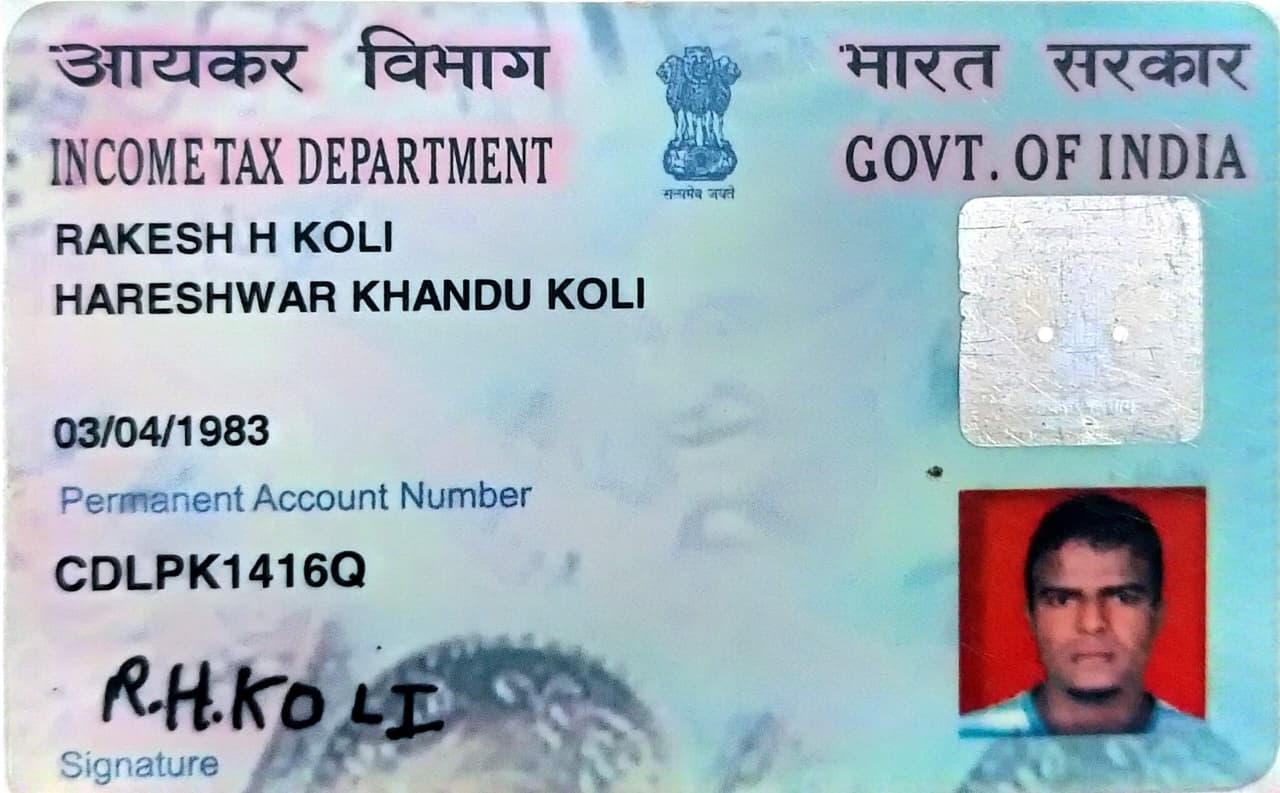 आयकर विभाग
भारत सरकार
INCOME TAX DEPARTMENT
GOVT. OF INDIA
सत्यमेव जयते
RAKESH H KOLI
HARESHWAR KHANDU KOLI
03/04/1983
Permanent Account Number
CDLPK1416Q
R.H.KOLI
Signature